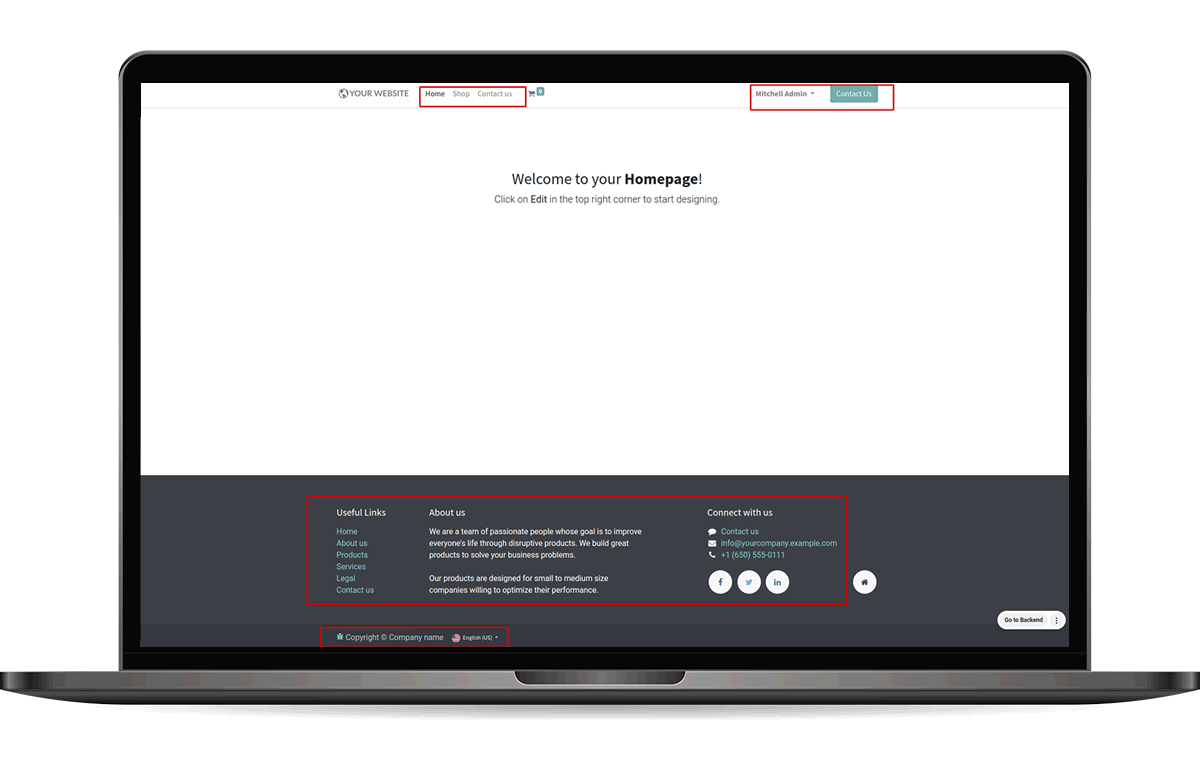 YOUR WEBSITE Home Shop Contact us 0 Mitchell Admin Contact Us
Welcome to your Homepage!
Click on Edit in the top right corner to start designing.
Useful Links
Home
About us
Products
Services
Legal
Contact us
About us
We are a team of passionate people whose goal is to improve
everyone's life through disruptive products. We build great
products to solve your business problems.
Our products are designed for small to medium size
companies willing to optimize their performance.
Connect with us
Contact us
info@yourcompany.example.com
+1 (650) 555-0111
f in
Go to Backend
Copyright © Company name English (US)